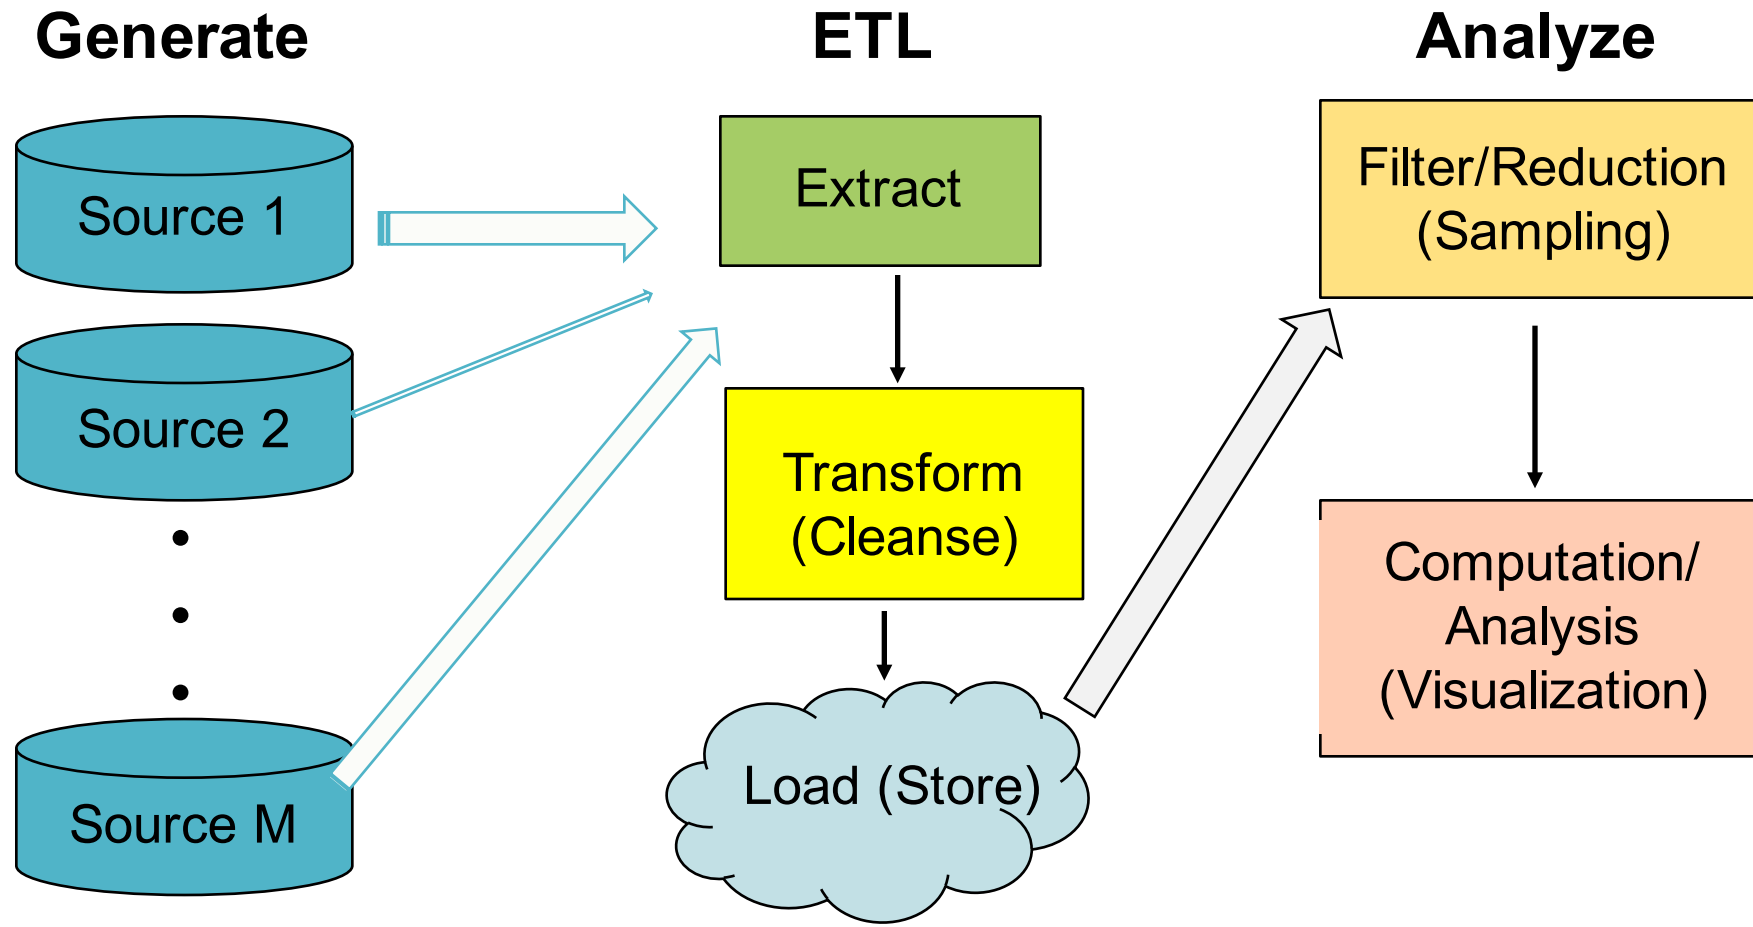 Generate
ETL
Analyze
Source 1
Source 2
Source M
Extract
Transform
(Cleanse)
Load (Store)
Filter/Reduction
(Sampling)
Computation/
Analysis
(Visualization)